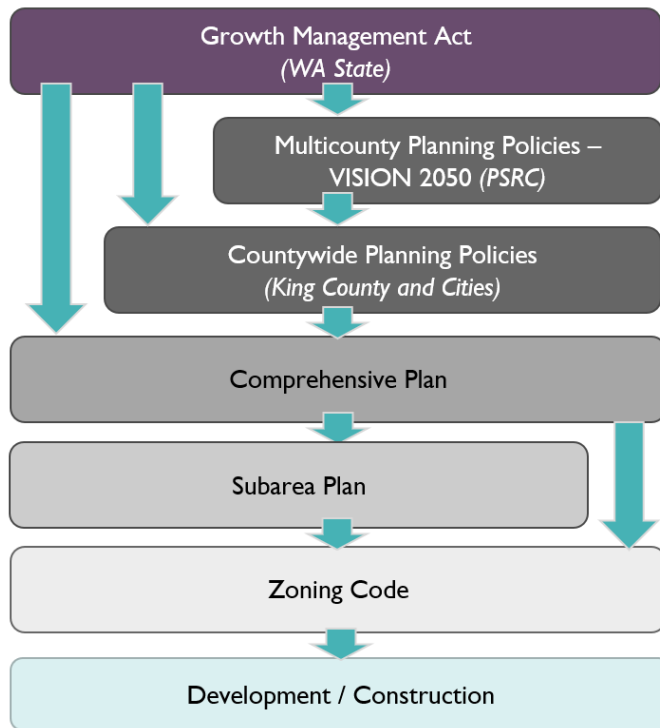 Growth Management Act
(WA State)
Multicounty Planning Policies –
VISION 2050 (PSRC)
Countywide Planning Policies
(King County and Cities)
Comprehensive Plan
Subarea Plan
Zoning Code
Development / Construction